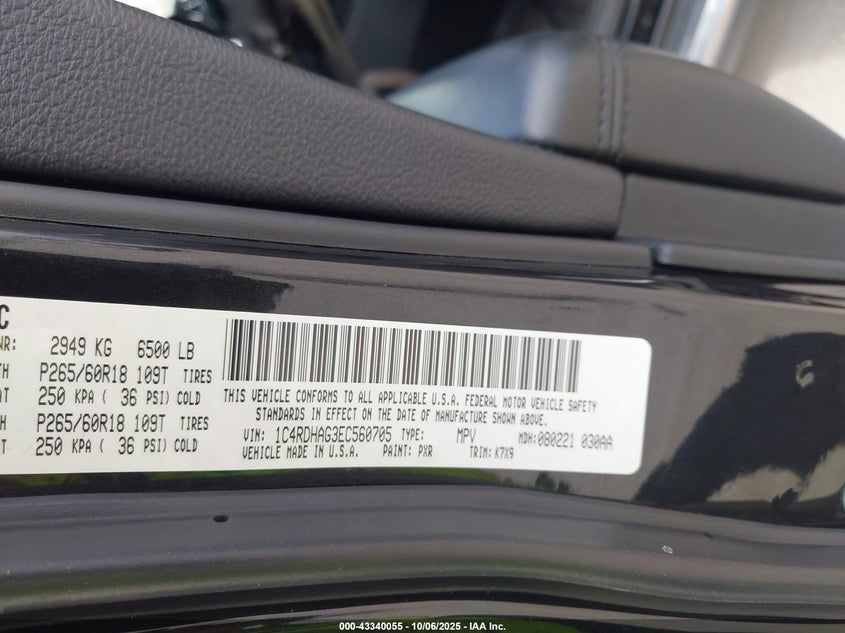 C
WR: 2949 KG 6500 LB
TH P265/60R18 109T TIRES
AT 250 KPA ( 36 PSI) COLD
H P265/60R18 109T TIRES
T 250 KPA ( 36 PSI) COLD
THIS VEHICLE CONFORMS TO ALL APPLICABLE U.S.A. FEDERAL MOTOR VEHICLE SAFETY
STANDARDS IN EFFECT ON THE DATE OF MANUFACTURE SHOWN ABOVE.
VIN: 1C4RDHAG3EC560705 TYPE: MPV MDH: 080221 030AA
VEHICLE MADE IN U.S.A. PAINT: PXR TRIM: K7X9
000-43340055 - 10/06/2025 - IAA Inc.